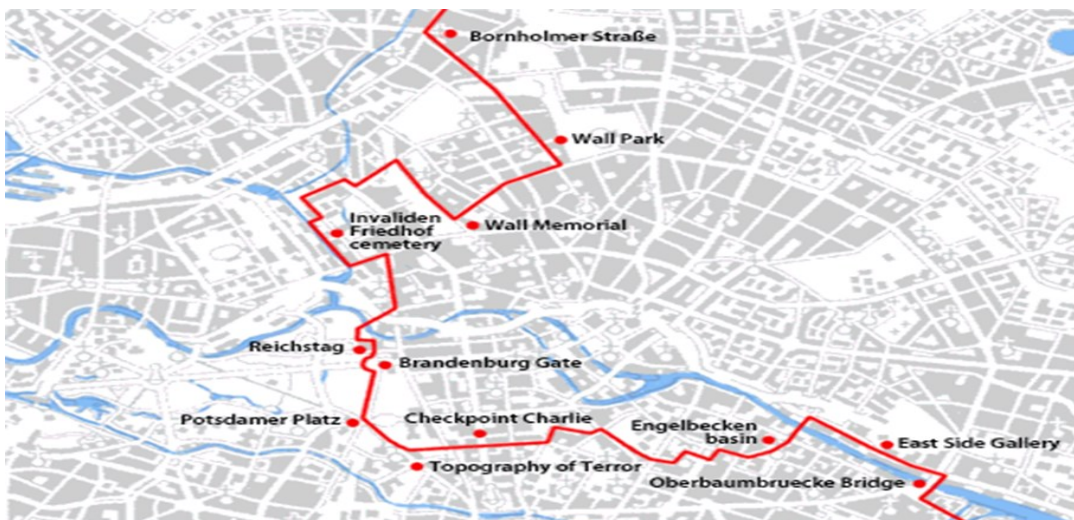 Bornholmer Straße
Wall Park
Invaliden
Friedhof
cemetery
Wall Memorial
Reichstag
Brandenburg Gate
Potsdamer Platz
Checkpoint Charlie
Engelbecken
basin
East Side Gallery
Topography of Terror
Oberbaumbruecke Bridge